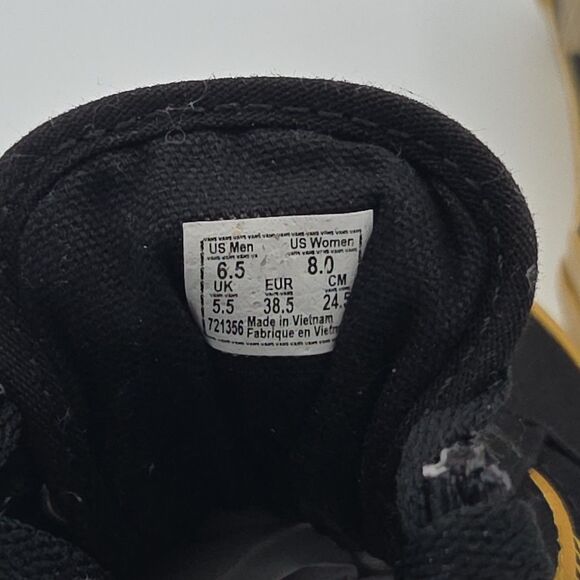 US Men US Women
6.5 8.0
UK EUR CM
5.5 38.5 24.5
721356 Made in Vietnam
Fabrique en